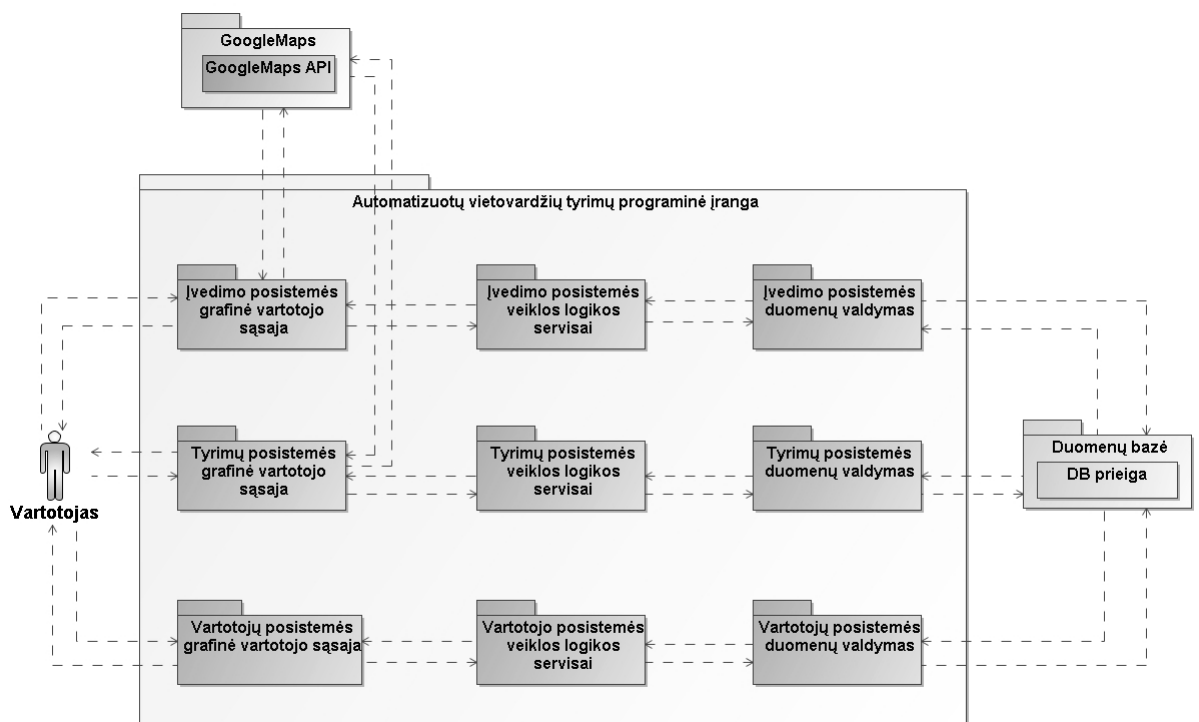 GoogleMaps
GoogleMaps API
Automatizuotų vietovardžių tyrimų programinė įranga
Įvedimo posistemės
grafinė vartotojo
sąsaja
Įvedimo posistemės
veiklos logikos
servisai
Įvedimo posistemės
duomenų valdymas
Tyrimų posistemės
grafinė vartotojo
sąsaja
Tyrimų posistemės
veiklos logikos
servisai
Tyrimų posistemės
duomenų valdymas
Duomenų bazė
DB prieiga
Vartotojas
Vartotojų posistemės
grafinė vartotojo sąsaja
Vartotojo posistemės
veiklos logikos
servisai
Vartotojų posistemės
duomenų valdymas